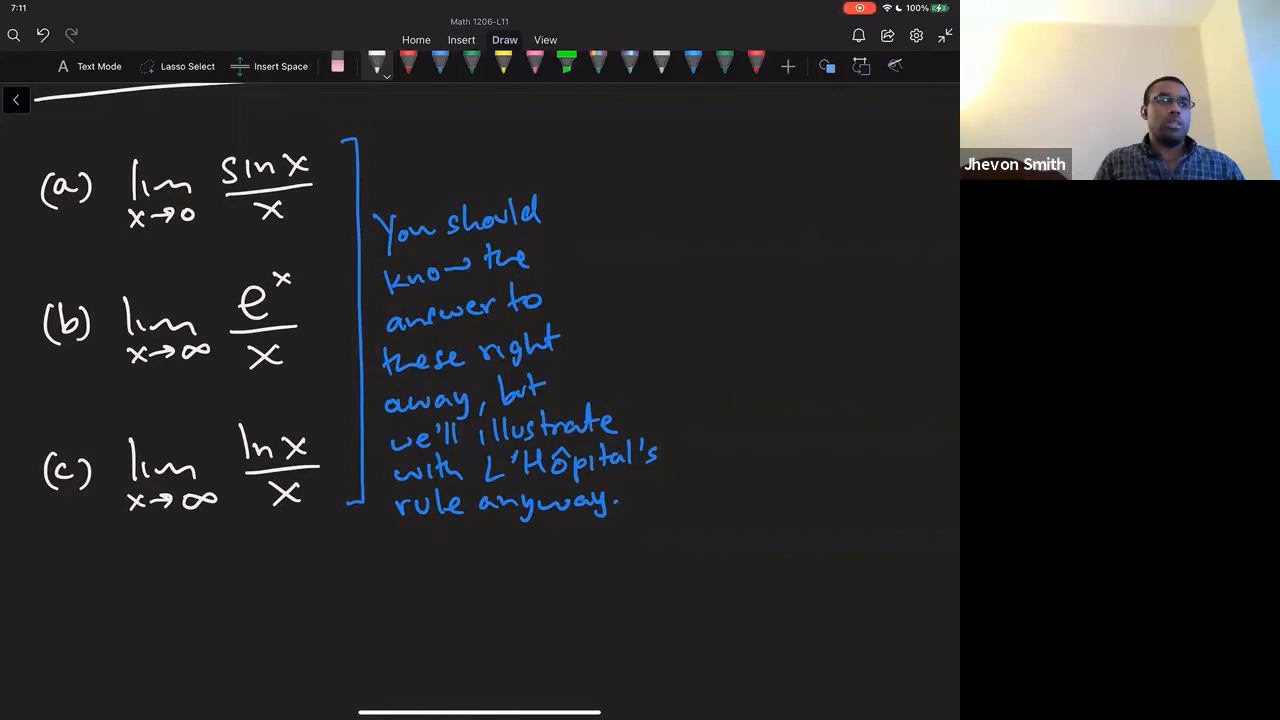 7:11
100%
Math 1206-L11
Home Insert Draw View
Text Mode Lasso Select Insert Space
Jhevon Smith
(a) lim x→0 sin x / x
(b) lim x→∞ e^x / x
(c) lim x→∞ ln x / x
You should
know the
answer to
these right
away, but
we'll illustrate
with L'Hôpital's
rule anyway.